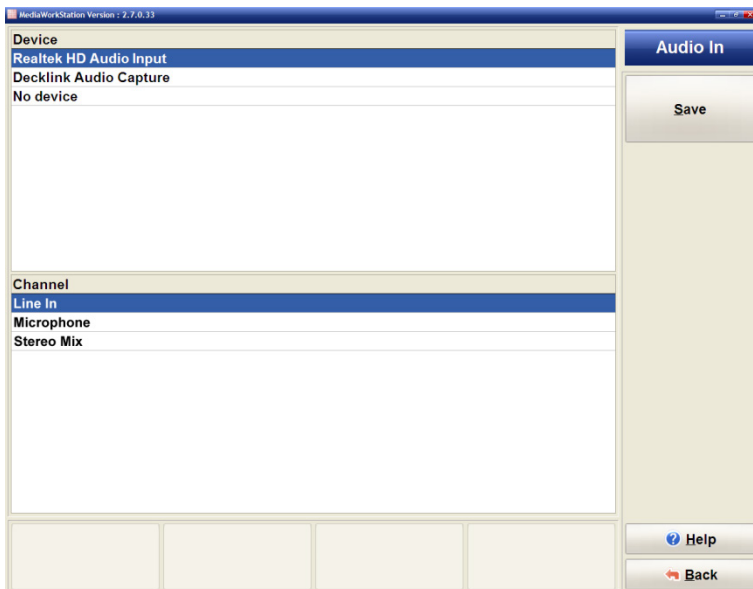 MediaWorkStation Version : 2.7.0.33
Device
Realtek HD Audio Input
Decklink Audio Capture
No device
Channel
Line In
Microphone
Stereo Mix
Audio In
Save
Help
Back